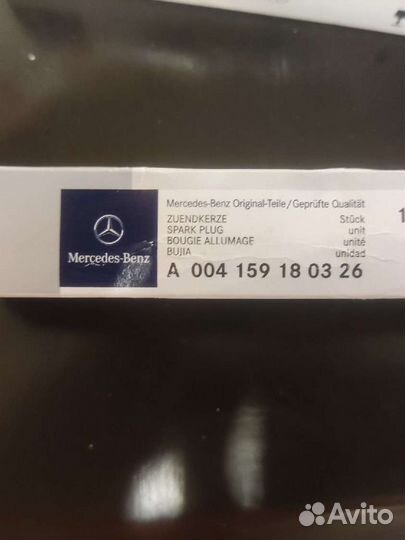 Mercedes-Benz Original-Teile/Geprüfte Qualität
ZUENDKERZE Stück
SPARK PLUG unit
BOUGIE ALLUMAGE unité
BUJIA unidad
A 004 159 18 03 26
Mercedes-Benz
Avito